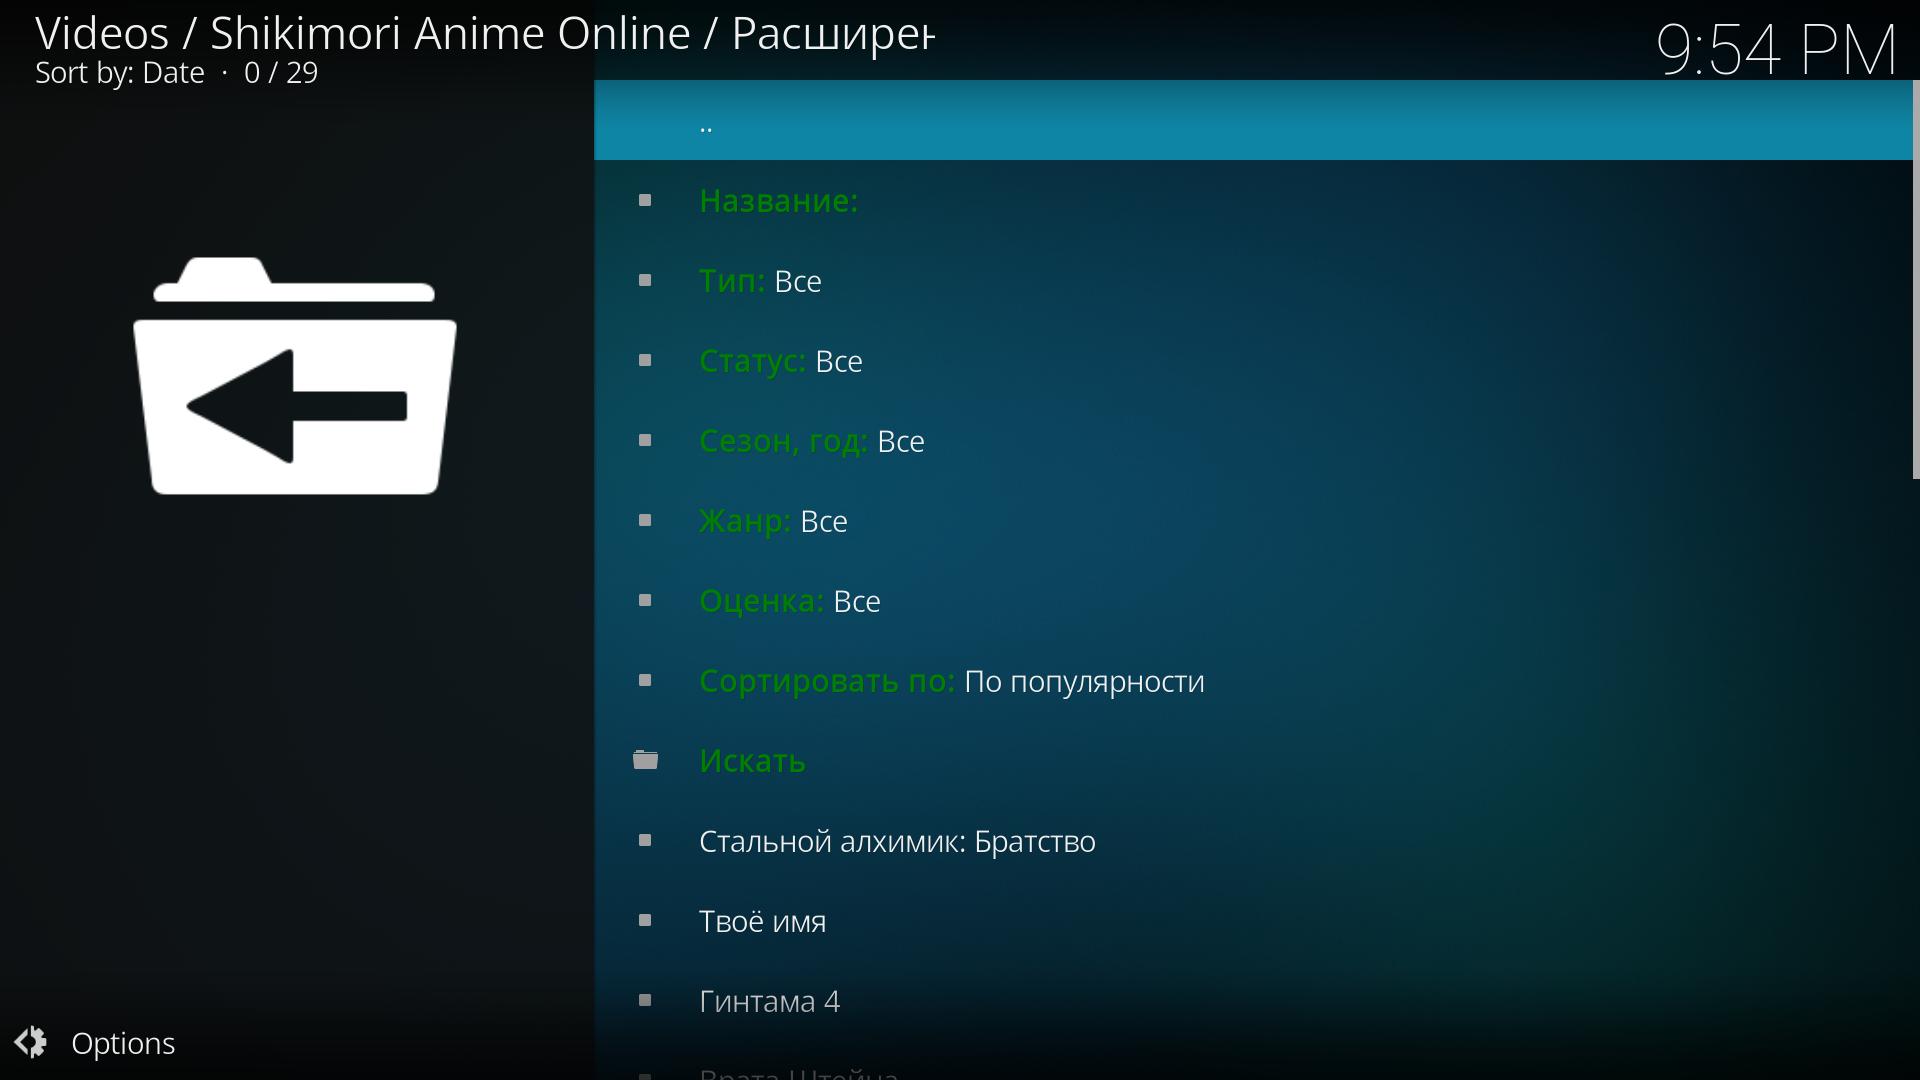 Videos / Shikimori Anime Online / Расширен
Sort by: Date · 0 / 29
9:54 PM
..
Название:
Тип: Все
Статус: Все
Сезон, год: Все
Жанр: Все
Оценка: Все
Сортировать по: По популярности
Искать
Стальной алхимик: Братство
Твоё имя
Гинтама 4
Врата Штейна
Options